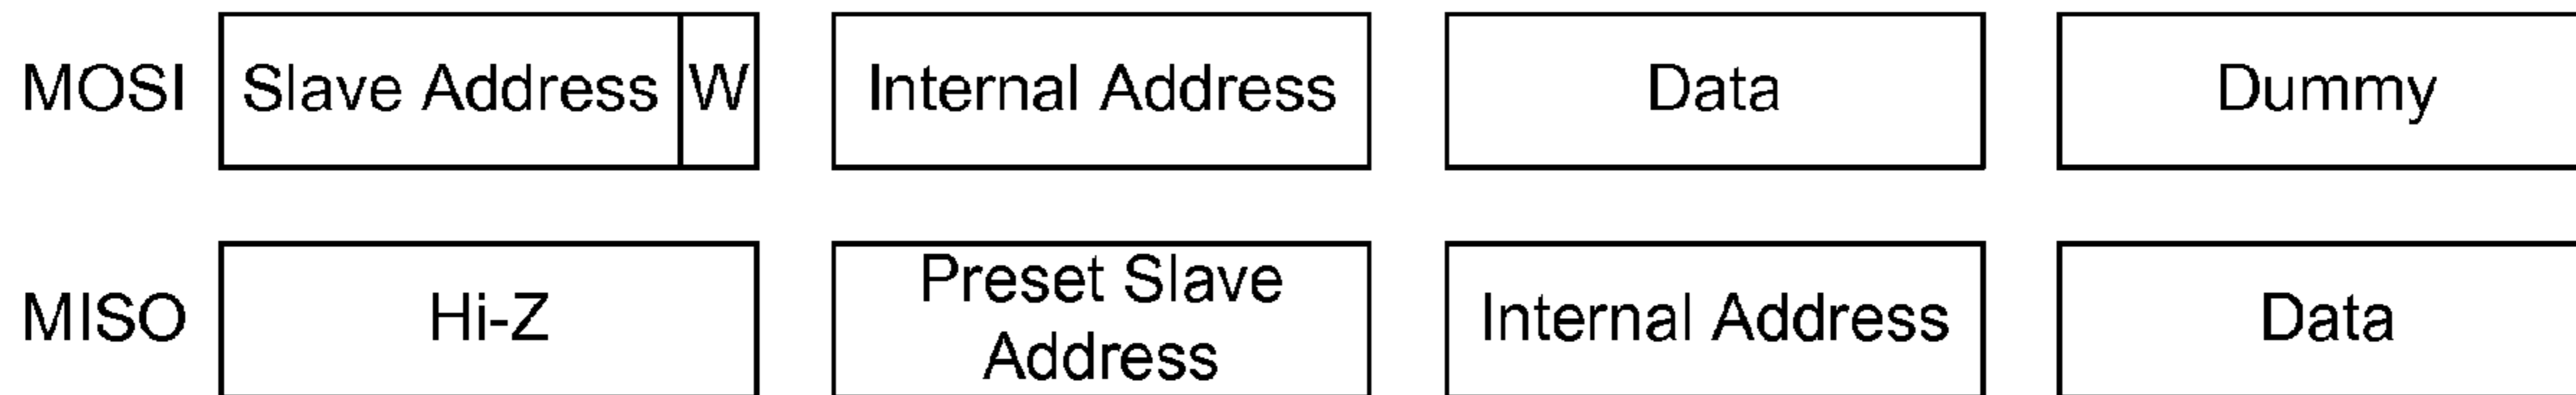 MOSI Slave Address W Internal Address Data Dummy
MISO Hi-Z Preset Slave Address Internal Address Data